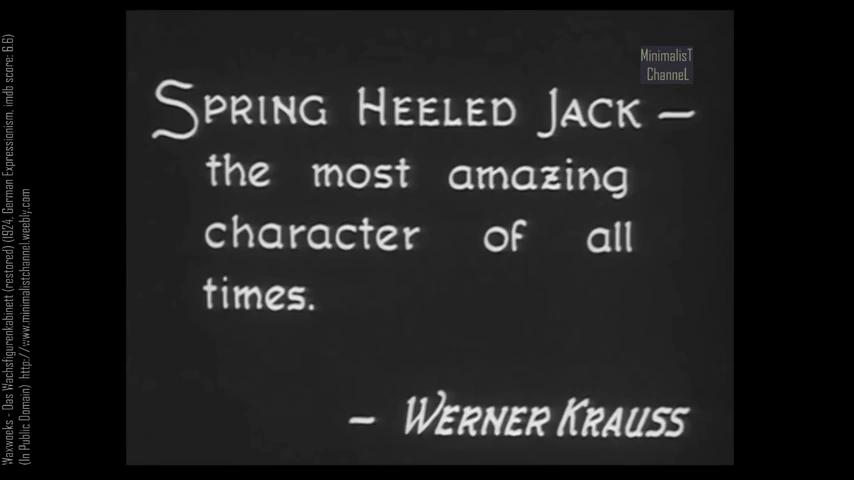 MinimalisT
ChanneL
SPRING HEELED JACK —
the most amazing
character of all
times.
— WERNER KRAUSS
Waxwoeks - Das Wachsfigurenkabinett (restored) (1924, German Expressionism, imdb score: 6.6)
(In Public Domain) http://www.minimalistchannel.weebly.com